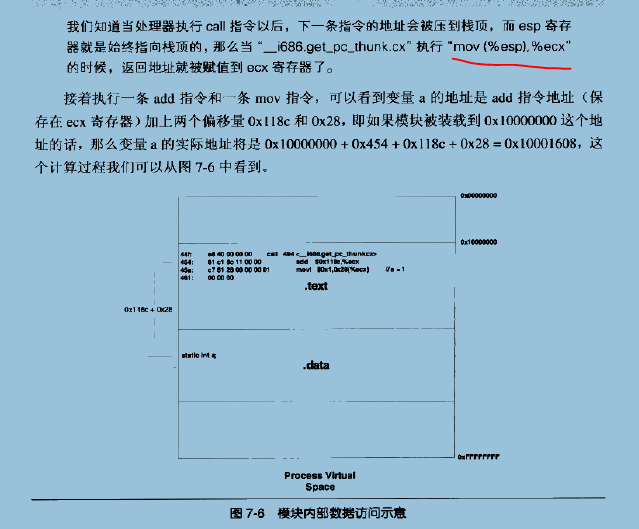 我们知道当处理器执行 call 指令以后，下一条指令的地址会被压到栈顶，而 esp 寄存
器就是始终指向栈顶的，那么当 “__i686.get_pc_thunk.cx” 执行 “mov (%esp),%ecx”
的时候，返回地址就被赋值到 ecx 寄存器了。
接着执行一条 add 指令和一条 mov 指令，可以看到变量 a 的地址是 add 指令地址（保
存在 ecx 寄存器）加上两个偏移量 0x118c 和 0x28，即如果模块被装载到 0x10000000 这个地
址的话，那么变量 a 的实际地址将是 0x10000000 + 0x454 + 0x118c + 0x28 = 0x10001608，这
个计算过程我们可以从图 7-6 中看到。
0x00000000
0x10000000
44f: e8 40 00 00 00 call 494 <__i686.get_pc_thunk.cx>
454: 81 c1 8c 11 00 00 add $0x118c,%ecx
45a: c7 81 28 00 00 00 01 movl $0x1,0x28(%ecx) //a = 1
461: 00 00 00
.text
0x118c + 0x28
static int a;
.data
0xFFFFFFFF
Process Virtual
Space
图 7-6 模块内部数据访问示意